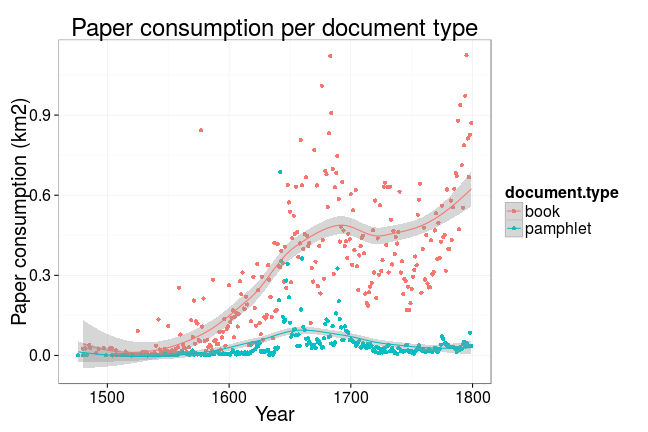 Paper consumption per document type
Paper consumption (km2)
0.9
0.6
0.3
0.0
1500 1600 1700 1800
Year
document.type
book
pamphlet